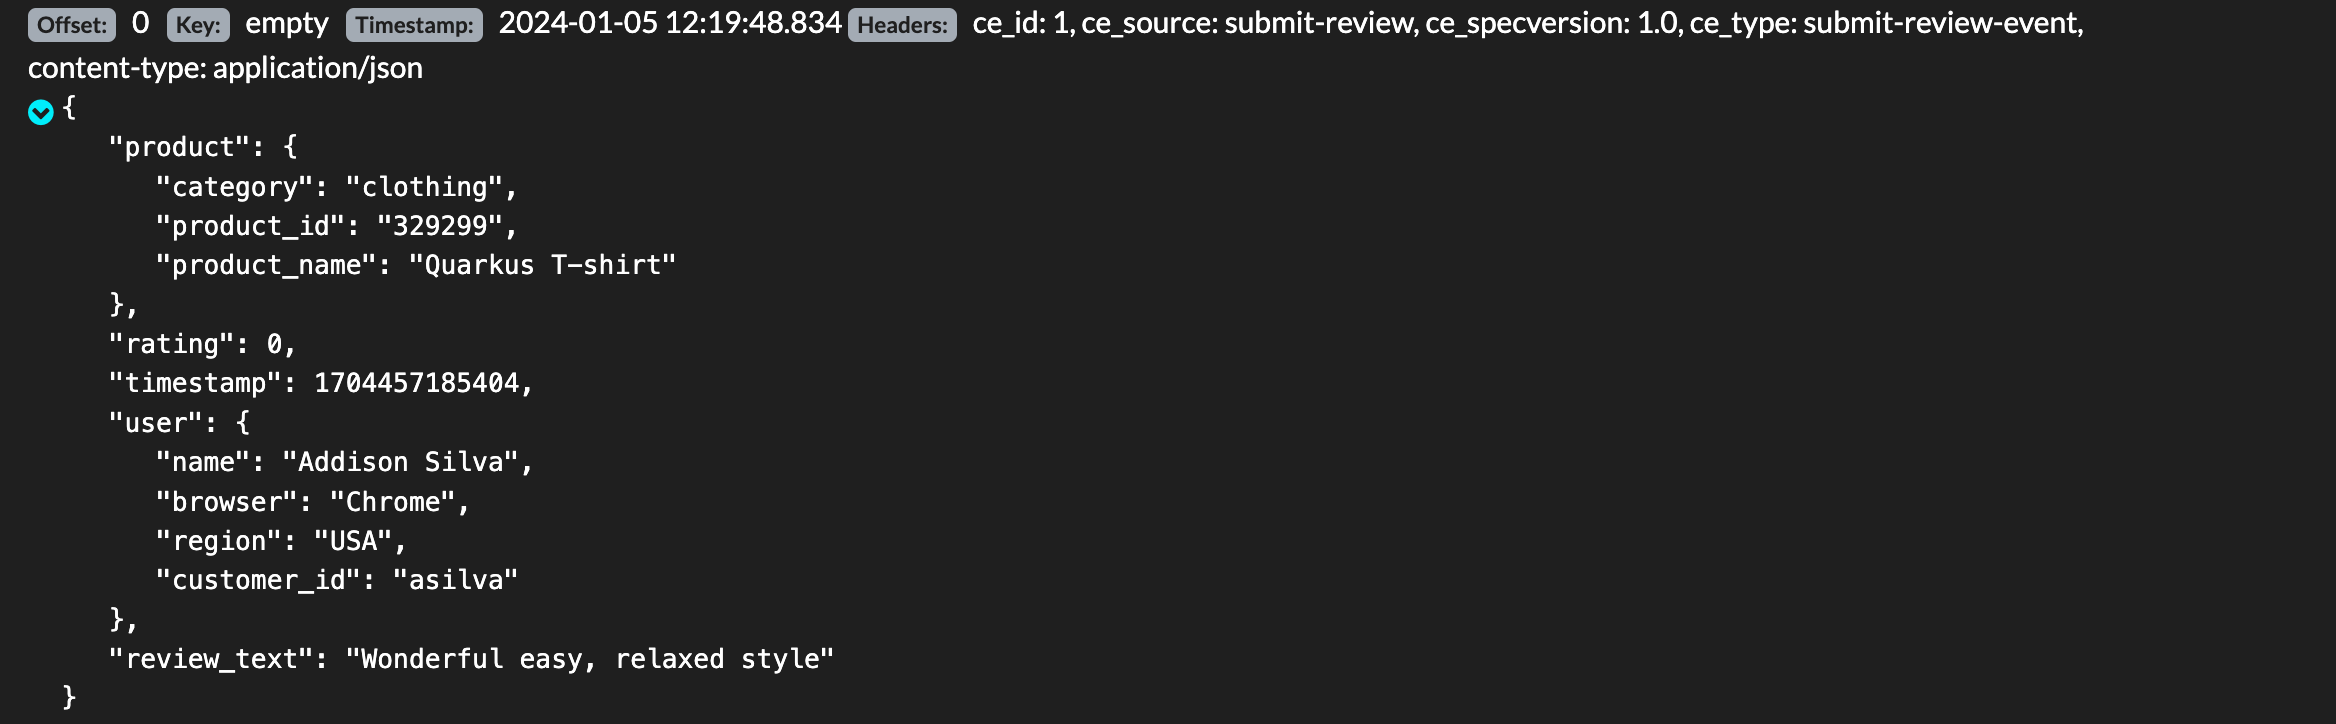 Offset: 0 Key: empty Timestamp: 2024-01-05 12:19:48.834 Headers: ce_id: 1, ce_source: submit-review, ce_specversion: 1.0, ce_type: submit-review-event,
content-type: application/json
{
   "product": {
      "category": "clothing",
      "product_id": "329299",
      "product_name": "Quarkus T-shirt"
   },
   "rating": 0,
   "timestamp": 1704457185404,
   "user": {
      "name": "Addison Silva",
      "browser": "Chrome",
      "region": "USA",
      "customer_id": "asilva"
   },
   "review_text": "Wonderful easy, relaxed style"
}